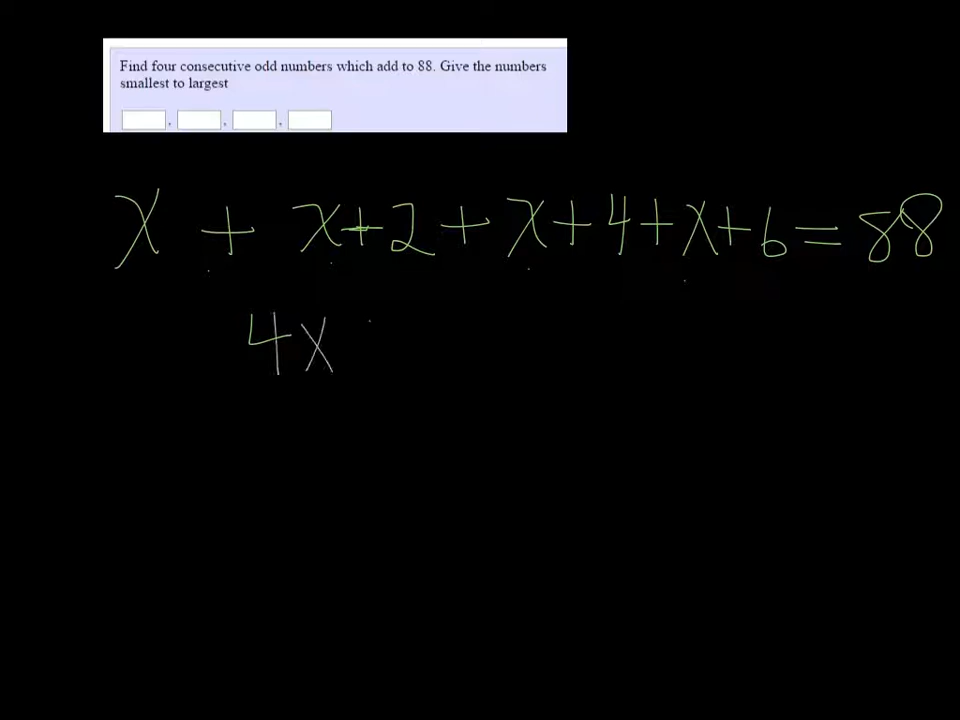 Find four consecutive odd numbers which add to 88. Give the numbers
smallest to largest
, , ,
x + x+2+x+4+x+6=88
4x